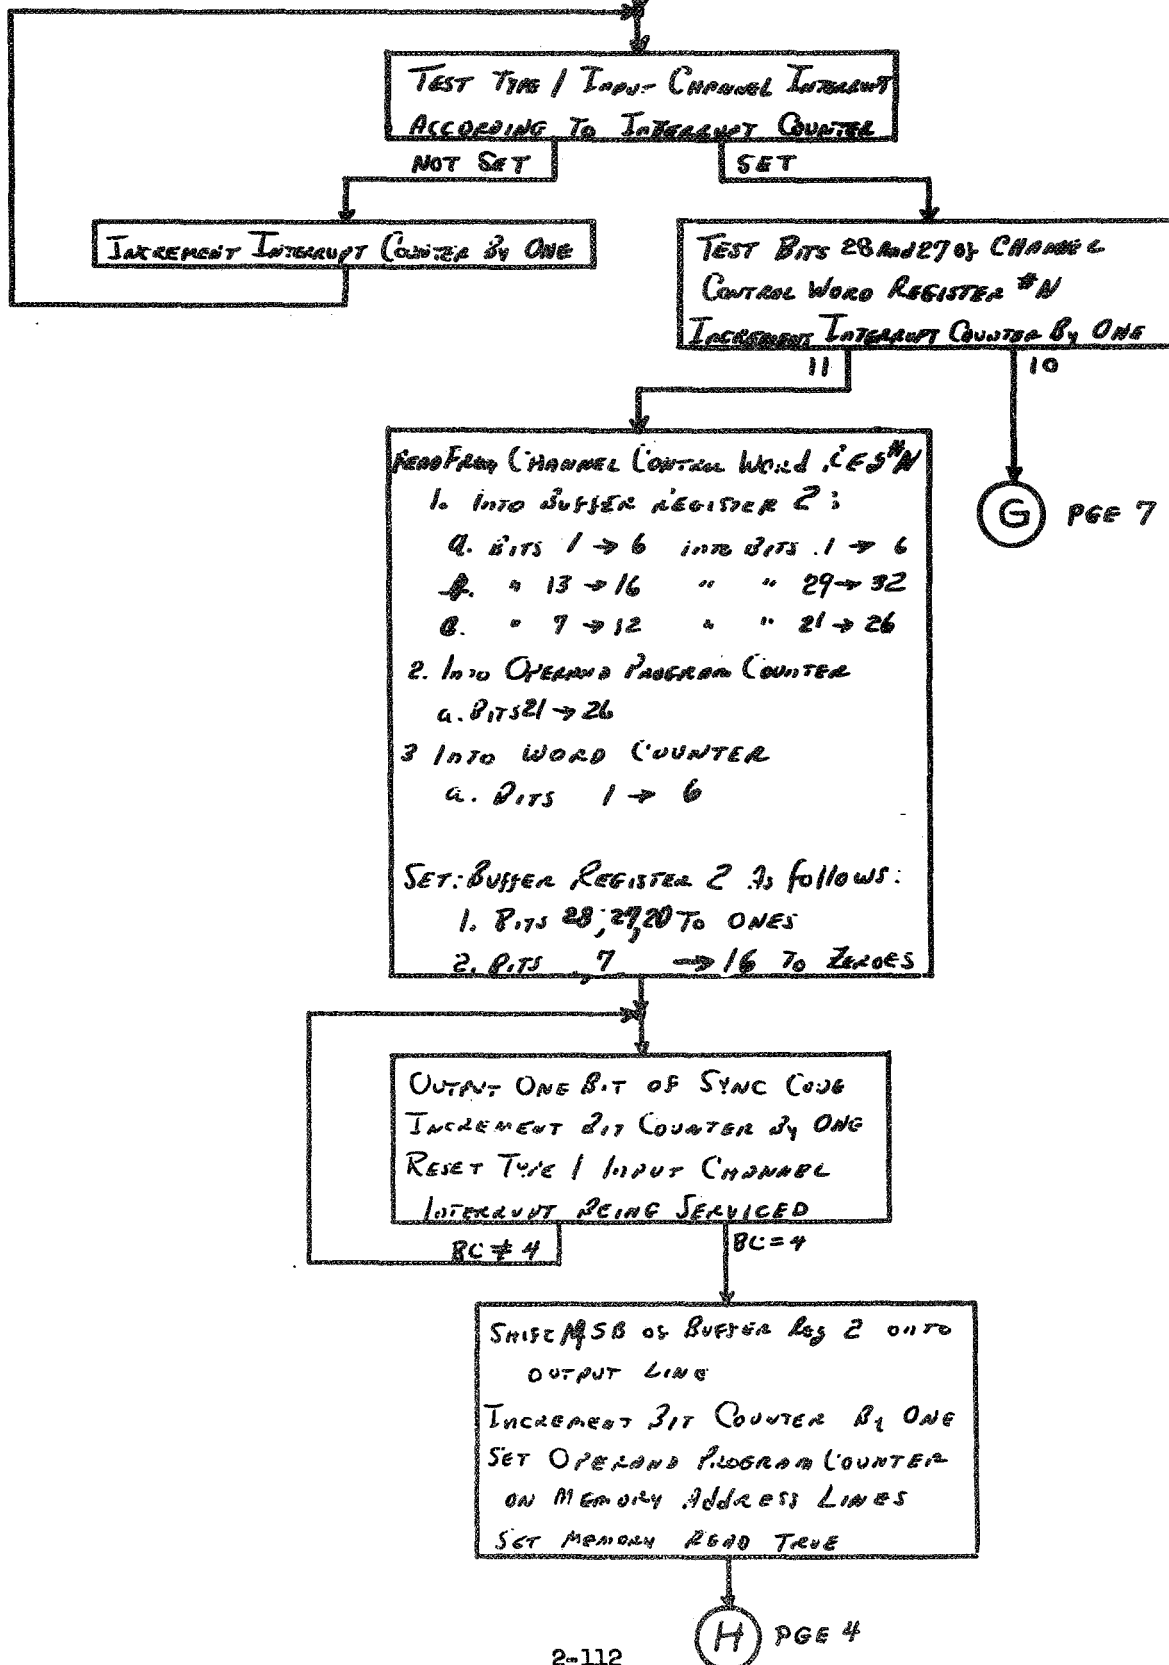 TEST TYPE 1 INPUT CHANNEL INTERRUPT
ACCORDING TO INTERRUPT COUNTER
NOT SET
SET
INCREMENT INTERRUPT COUNTER By ONE
TEST BITS 28 And 27 of CHANNEL
CONTROL WORD REGISTER #N
INCREMENT INTERRUPT COUNTER By ONE
11
10
G PGE 7
READ FROM CHANNEL CONTROL WORD #N
1. INTO BUFFER REGISTER 2 :
a. BITS 1 → 6 INTO BITS 1 → 6
b. " 13 → 16 " " 29 → 32
c. " 7 → 12 " " 21 → 26
2. INTO OPERAND PROGRAM COUNTER
a. BITS 21 → 26
3 INTO WORD COUNTER
a. BITS 1 → 6
SET: BUFFER REGISTER 2 As follows:
1. BITS 28, 27, 20 To ONES
2. BITS 7 → 16 To ZEROES
OUTPUT ONE BIT OF SYNC CODE
INCREMENT BIT COUNTER By ONE
RESET TYPE 1 INPUT CHANNEL
INTERRUPT BEING SERVICED
BC ≠ 4
BC = 4
SHIFT MSB of BUFFER Reg 2 ONTO
OUTPUT LINE
INCREMENT BIT COUNTER By ONE
SET OPERAND PROGRAM COUNTER
ON MEMORY Address LINES
SET MEMORY READ TRUE
H PGE 4
2-112